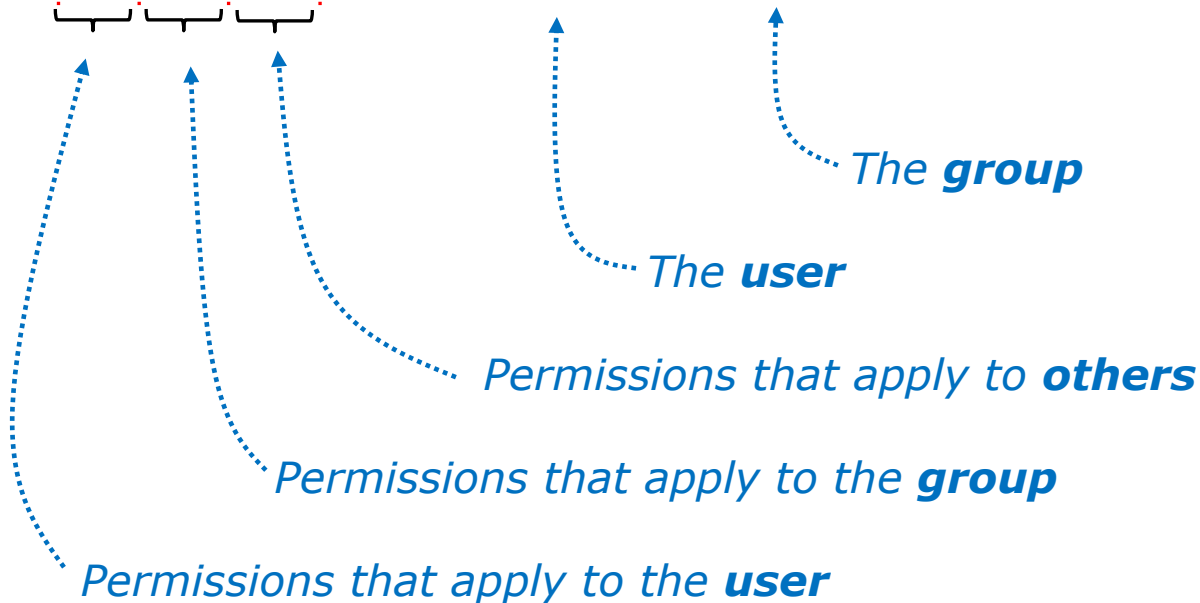 The group
The user
Permissions that apply to others
Permissions that apply to the group
Permissions that apply to the user